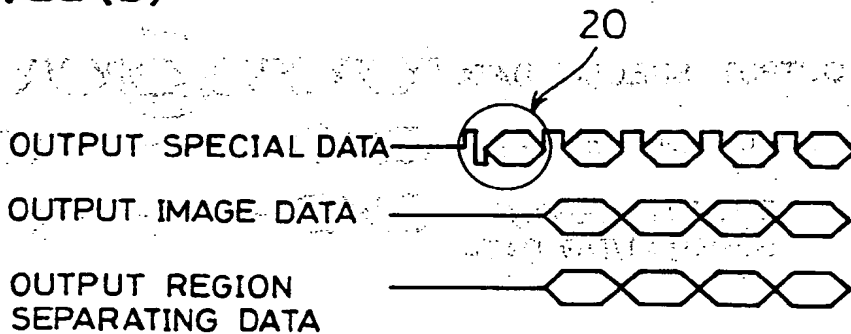 20
OUTPUT SPECIAL DATA
OUTPUT IMAGE DATA
OUTPUT REGION
SEPARATING DATA